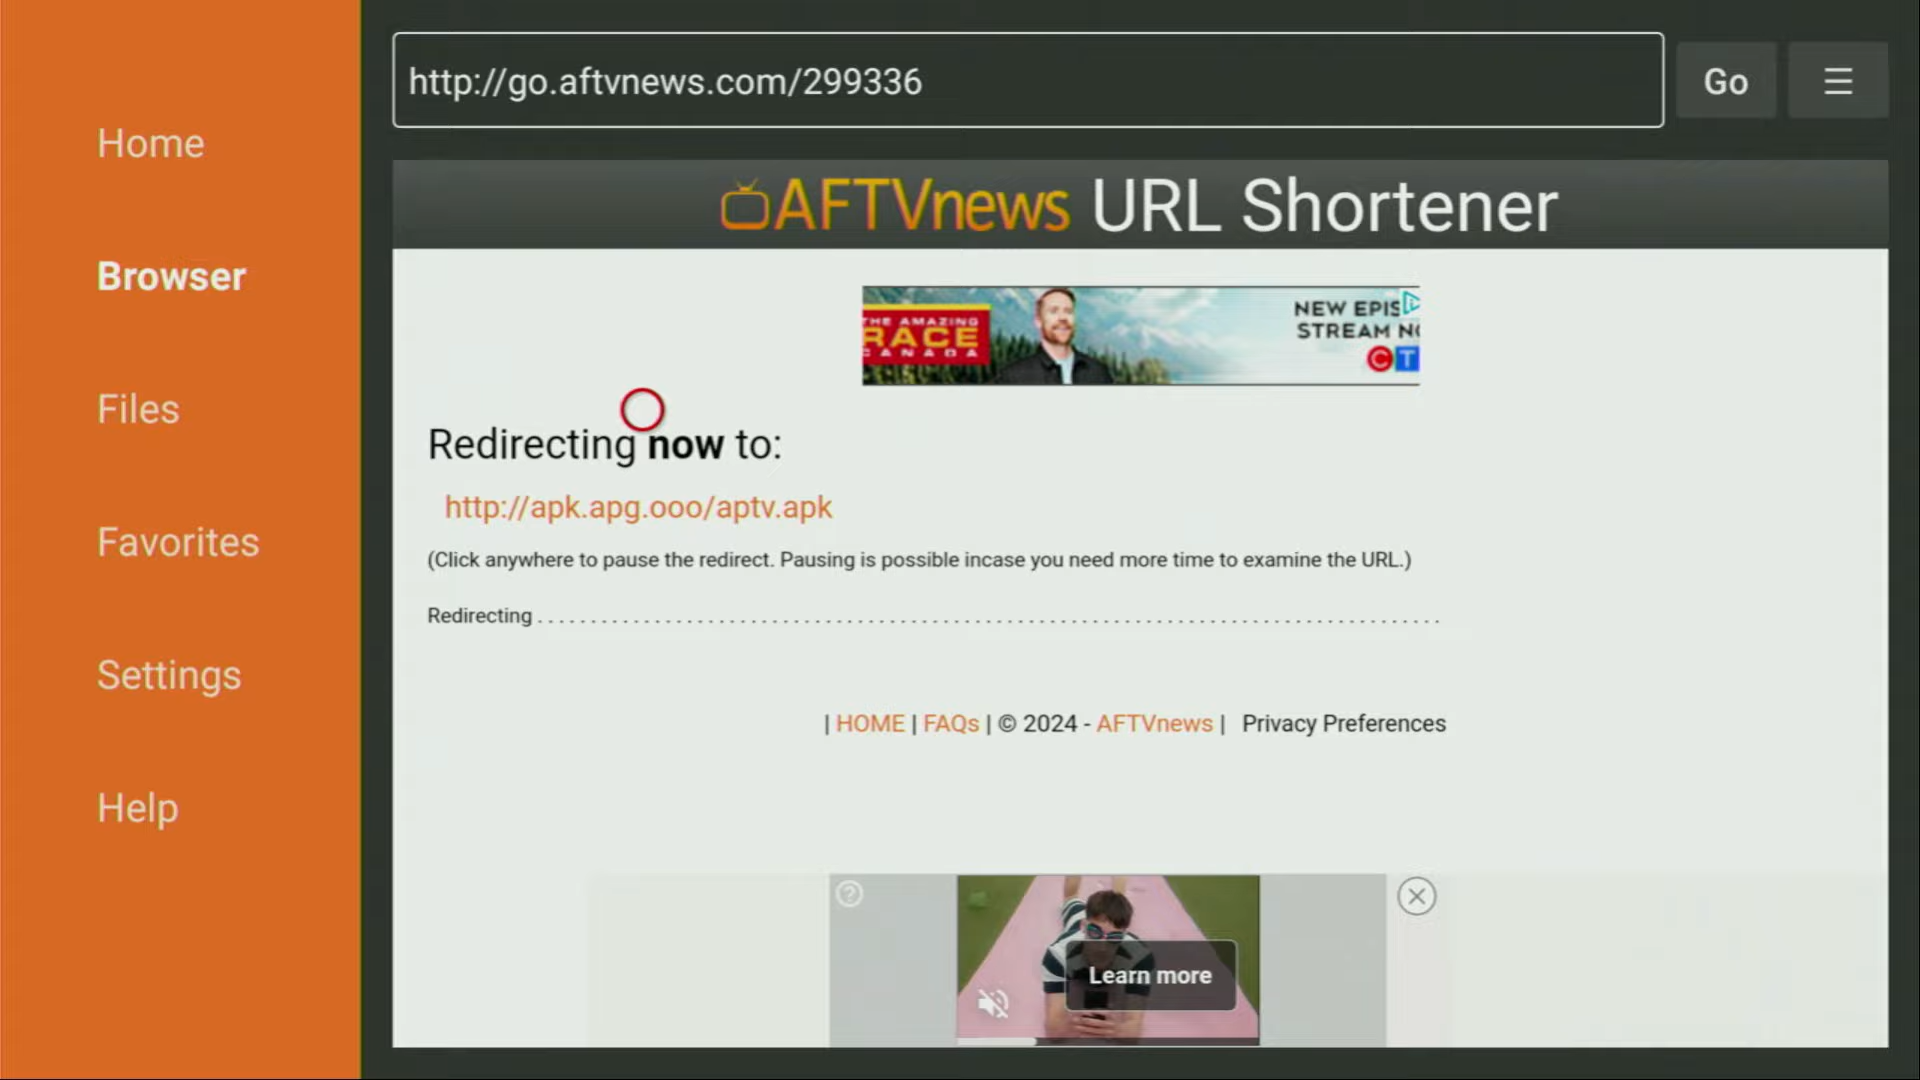 http://go.aftvnews.com/299336
Go
Home
Browser
Files
Favorites
Settings
Help
AFTVnews URL Shortener
THE AMAZING
RACE
CANADA
NEW EPIS
STREAM NO
CT
Redirecting now to:
http://apk.apg.ooo/aptv.apk
(Click anywhere to pause the redirect. Pausing is possible incase you need more time to examine the URL.)
Redirecting . . . . . . . . . . . . . . . . . . . . . . . . . . . . . . . . . . . . . . . . . . . . . . . . . . . . . . . . . . . . . . . . . . . . . . . . . . . . . . . . . . . .
| HOME | FAQs | © 2024 - AFTVnews | Privacy Preferences
Learn more